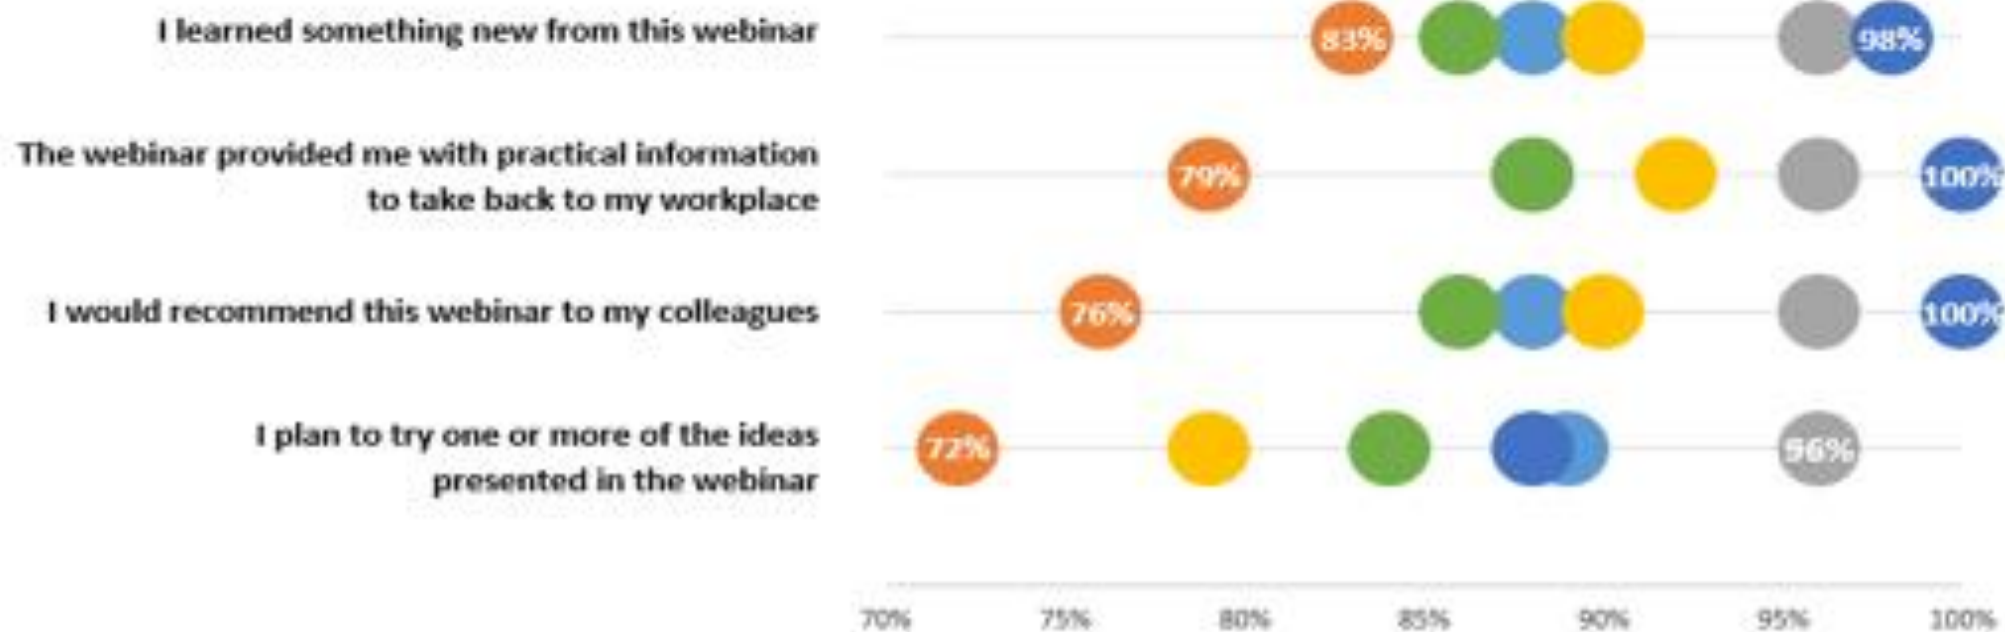 I learned something new from this webinar
83% 98%
The webinar provided me with practical information
to take back to my workplace
79% 100%
I would recommend this webinar to my colleagues
76% 100%
I plan to try one or more of the ideas
presented in the webinar
72% 96%
70% 75% 80% 85% 90% 95% 100%